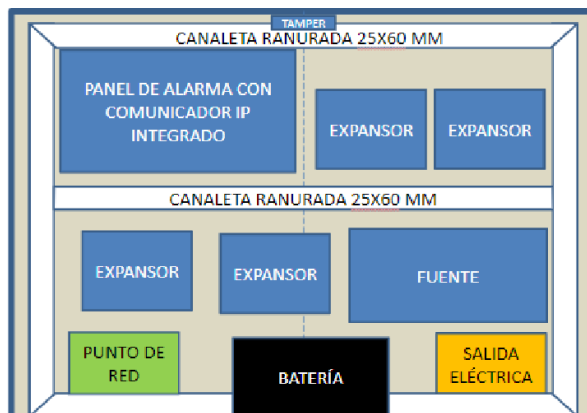 TAMPER
CANALETA RANURADA 25X60 MM
PANEL DE ALARMA CON
COMUNICADOR IP
INTEGRADO
EXPANSOR
EXPANSOR
CANALETA RANURADA 25X60 MM
EXPANSOR
EXPANSOR
FUENTE
PUNTO DE
RED
BATERÍA
SALIDA
ELÉCTRICA